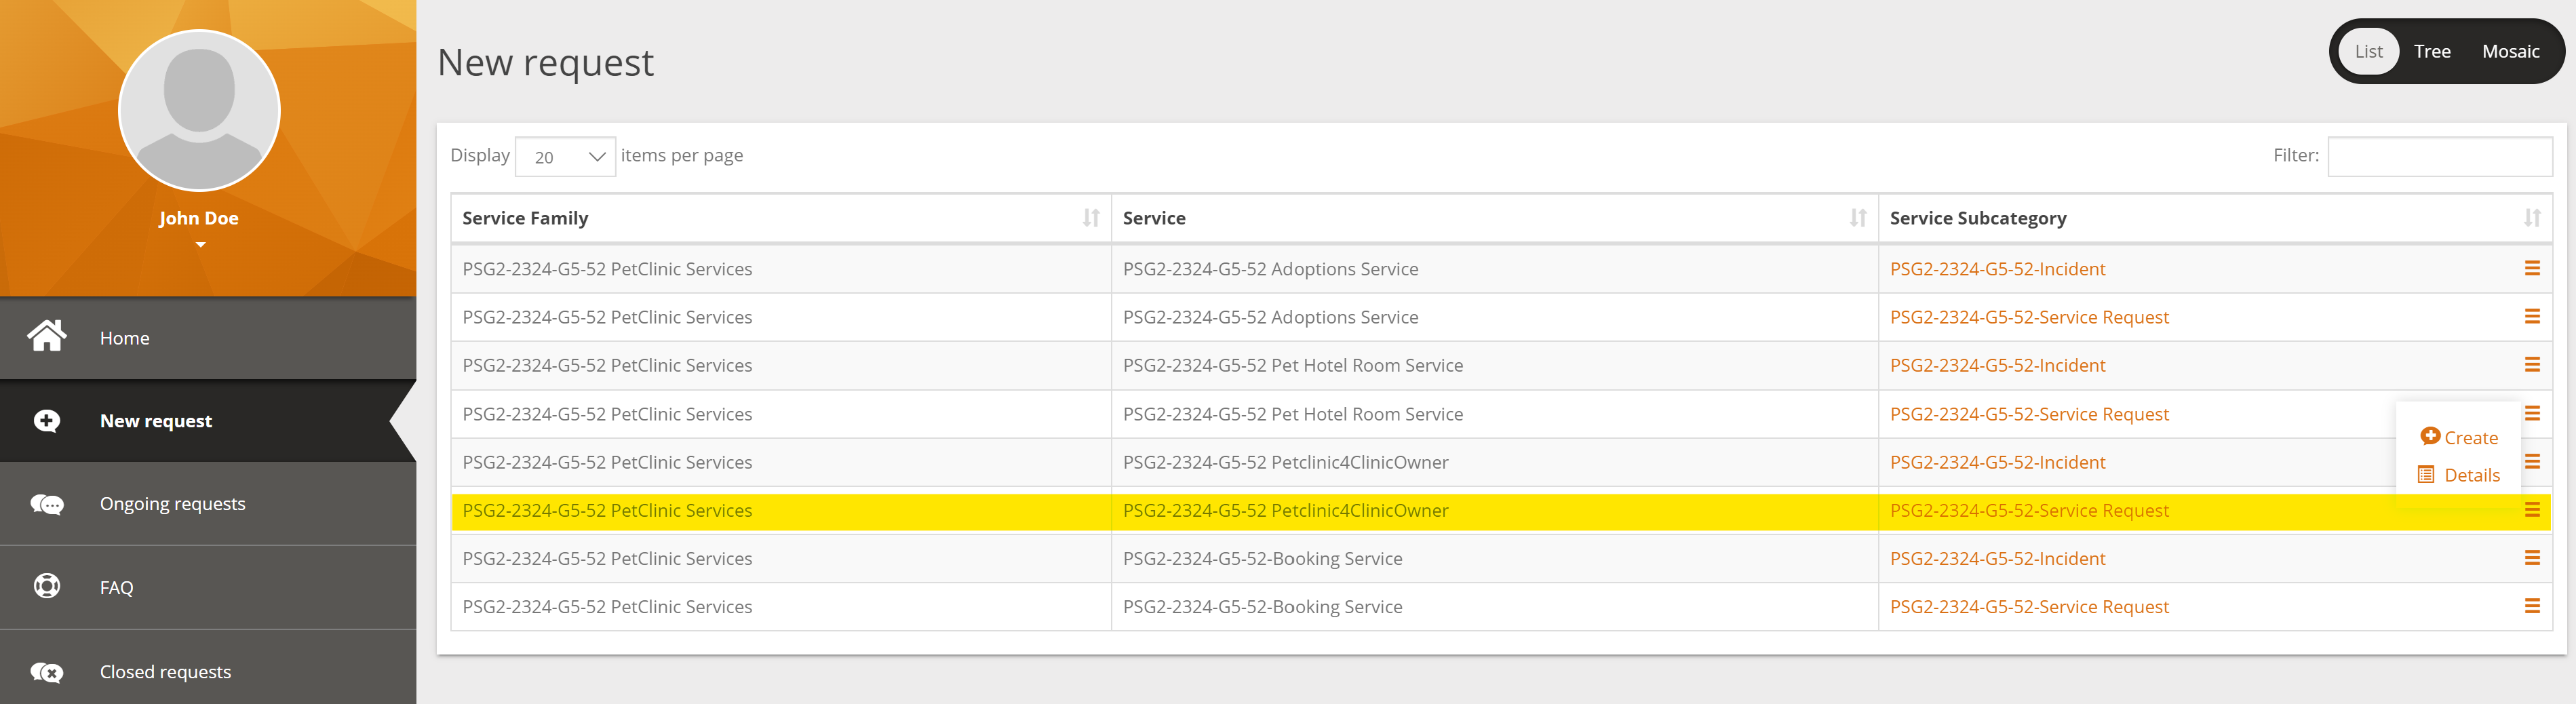 John Doe
Home
New request
Ongoing requests
FAQ
Closed requests
New request
List Tree Mosaic
Display 20 items per page
Filter:
Service Family Service Service Subcategory
PSG2-2324-G5-52 PetClinic Services PSG2-2324-G5-52 Adoptions Service PSG2-2324-G5-52-Incident
PSG2-2324-G5-52 PetClinic Services PSG2-2324-G5-52 Adoptions Service PSG2-2324-G5-52-Service Request
PSG2-2324-G5-52 PetClinic Services PSG2-2324-G5-52 Pet Hotel Room Service PSG2-2324-G5-52-Incident
PSG2-2324-G5-52 PetClinic Services PSG2-2324-G5-52 Pet Hotel Room Service PSG2-2324-G5-52-Service Request
Create
PSG2-2324-G5-52 PetClinic Services PSG2-2324-G5-52 Petclinic4ClinicOwner PSG2-2324-G5-52-Incident
Details
PSG2-2324-G5-52 PetClinic Services PSG2-2324-G5-52 Petclinic4ClinicOwner PSG2-2324-G5-52-Service Request
PSG2-2324-G5-52 PetClinic Services PSG2-2324-G5-52-Booking Service PSG2-2324-G5-52-Incident
PSG2-2324-G5-52 PetClinic Services PSG2-2324-G5-52-Booking Service PSG2-2324-G5-52-Service Request